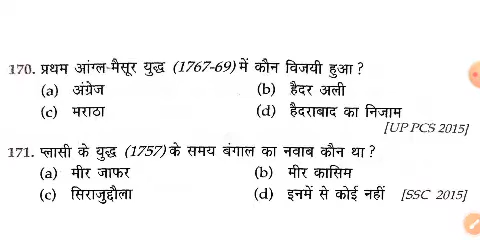 170. प्रथम आंग्ल-मैसूर युद्ध (1767-69) में कौन विजयी हुआ ?
(a) अंग्रेज (b) हैदर अली
(c) मराठा (d) हैदराबाद का निजाम
[UP PCS 2015]
171. प्लासी के युद्ध (1757) के समय बंगाल का नवाब कौन था ?
(a) मीर जाफर (b) मीर कासिम
(c) सिराजुद्दौला (d) इनमें से कोई नहीं [SSC 2015]